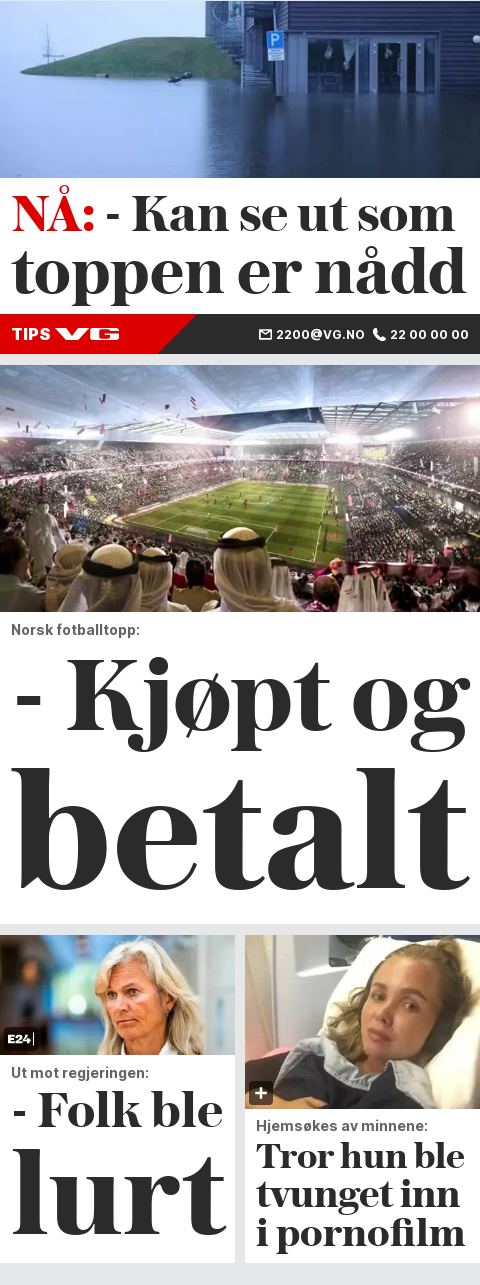 P
NÅ: - Kan se ut som
toppen er nådd
TIPS VG
2200@VG.NO 22 00 00 00
Norsk fotballtopp:
- Kjøpt og
betalt
E24
Ut mot regjeringen:
- Folk ble
lurt
+
Hjemsøkes av minnene:
Tror hun ble
tvunget inn
i pornofilm